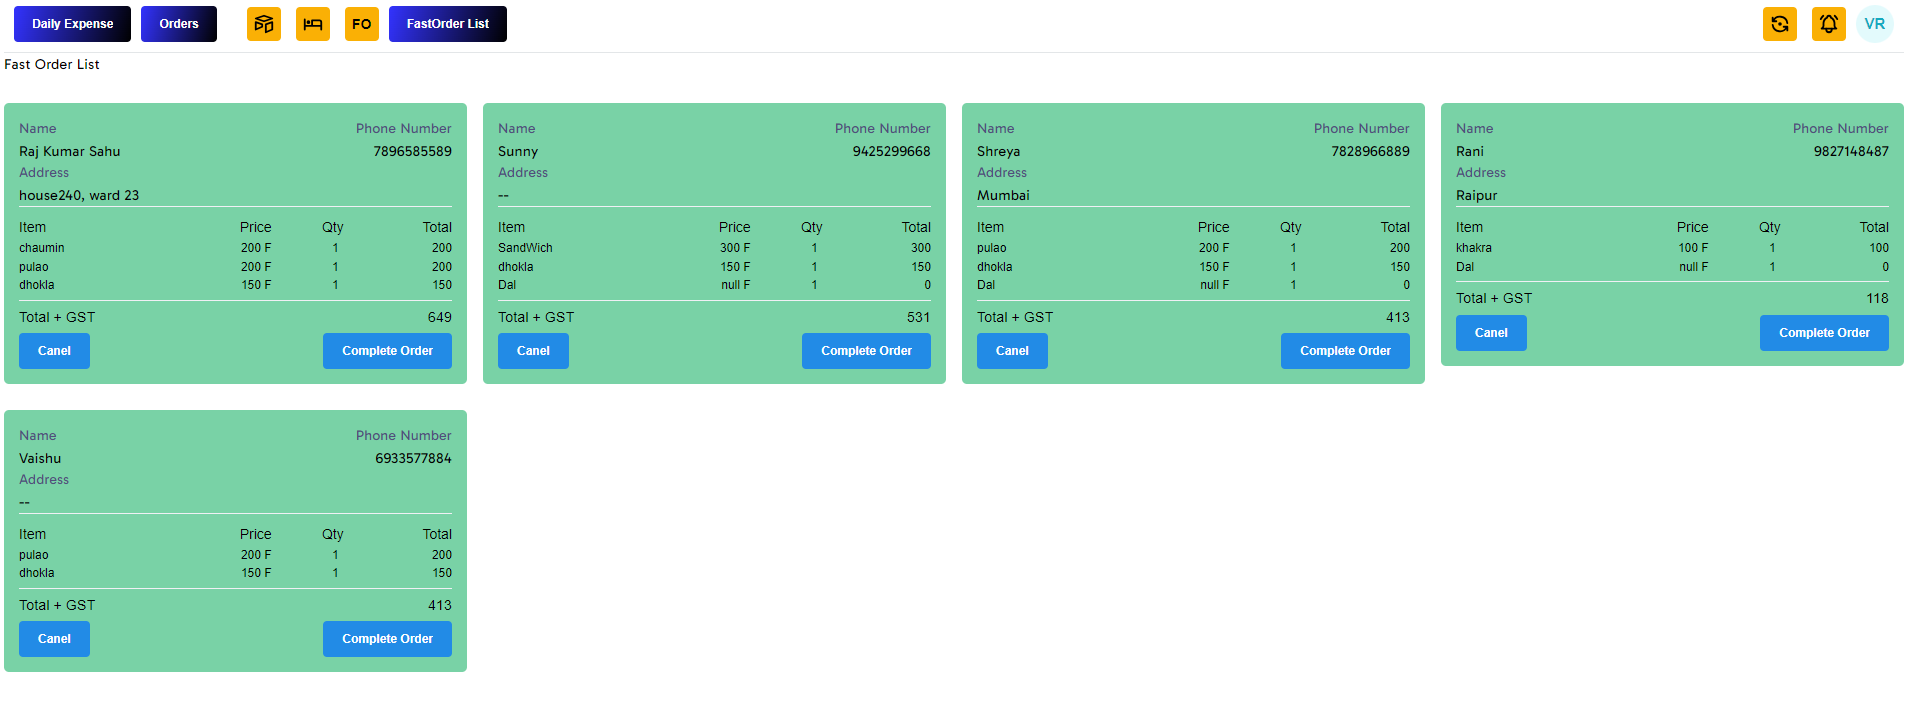 Daily Expense Orders FO FastOrder List VR
Fast Order List
Name Phone Number
Raj Kumar Sahu 7896585589
Address
house240, ward 23
Item Price Qty Total
chaumin 200 F 1 200
pulao 200 F 1 200
dhokla 150 F 1 150
Total + GST 649
Canel Complete Order
Name Phone Number
Sunny 9425299668
Address
--
Item Price Qty Total
SandWich 300 F 1 300
dhokla 150 F 1 150
Dal null F 1 0
Total + GST 531
Canel Complete Order
Name Phone Number
Shreya 7828966889
Address
Mumbai
Item Price Qty Total
pulao 200 F 1 200
dhokla 150 F 1 150
Dal null F 1 0
Total + GST 413
Canel Complete Order
Name Phone Number
Rani 9827148487
Address
Raipur
Item Price Qty Total
khakra 100 F 1 100
Dal null F 1 0
Total + GST 118
Canel Complete Order
Name Phone Number
Vaishu 6933577884
Address
--
Item Price Qty Total
pulao 200 F 1 200
dhokla 150 F 1 150
Total + GST 413
Canel Complete Order